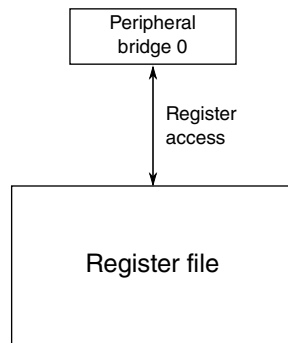 Peripheral
bridge 0
Register
access
Register file